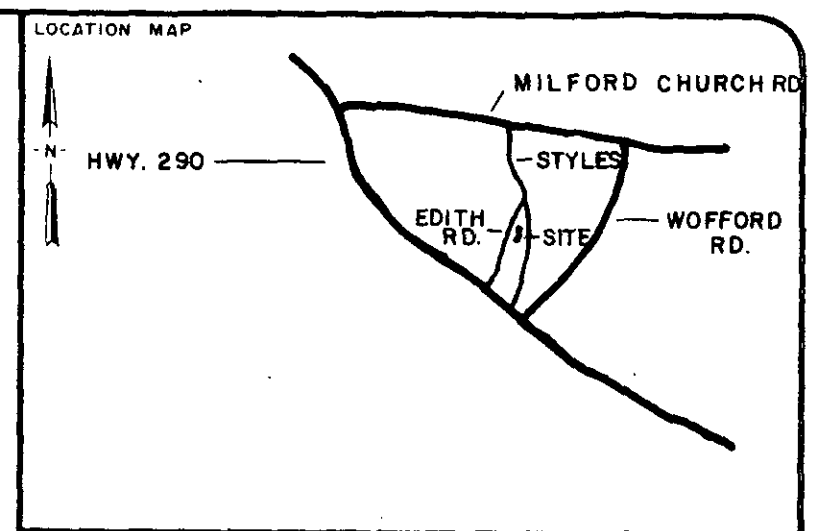 LOCATION MAP
MILFORD CHURCH RD
-N-
HWY. 290
STYLES
EDITH
RD.
SITE
WOFFORD
RD.